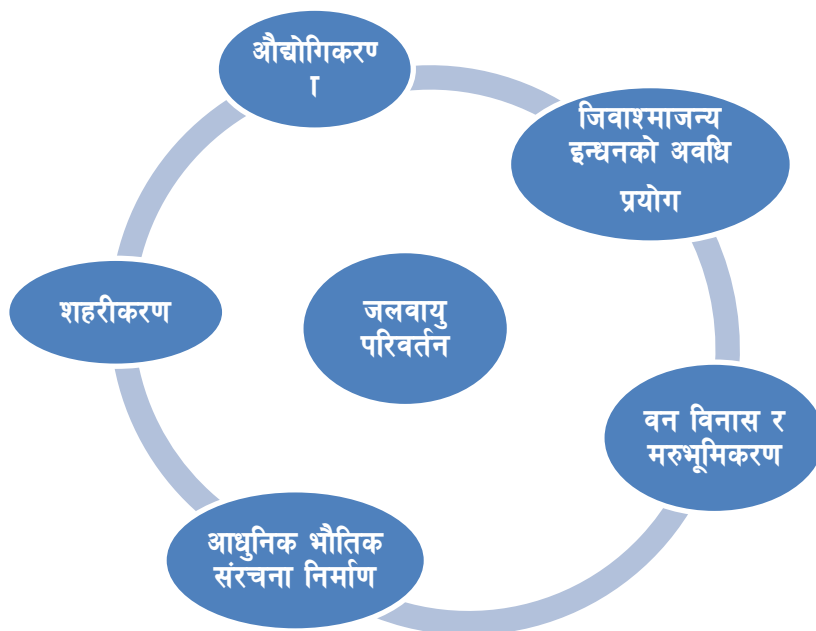 औद्योगिकरण
ा
जिवाश्माजन्य
इन्धनको अवधि
प्रयोग
शहरीकरण
जलवायु
परिवर्तन
वन विनास र
मरुभूमिकरण
आधुनिक भौतिक
संरचना निर्माण